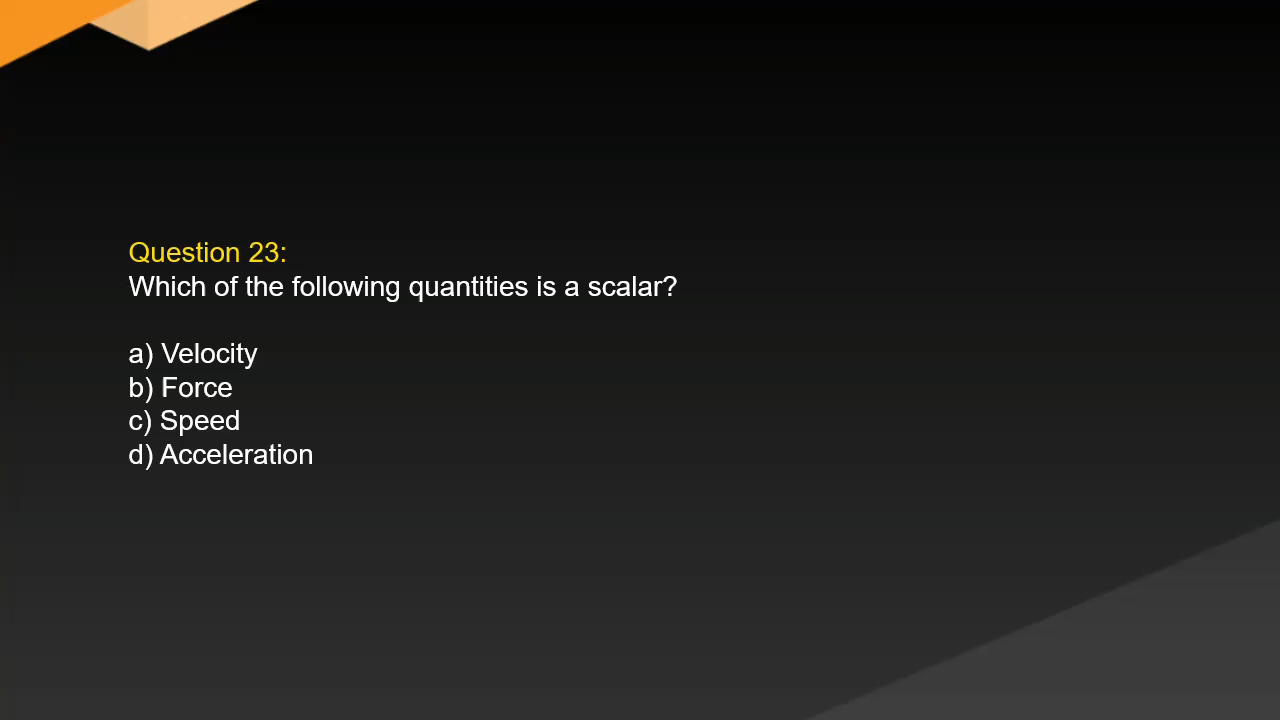 Question 23:
Which of the following quantities is a scalar?
a) Velocity
b) Force
c) Speed
d) Acceleration